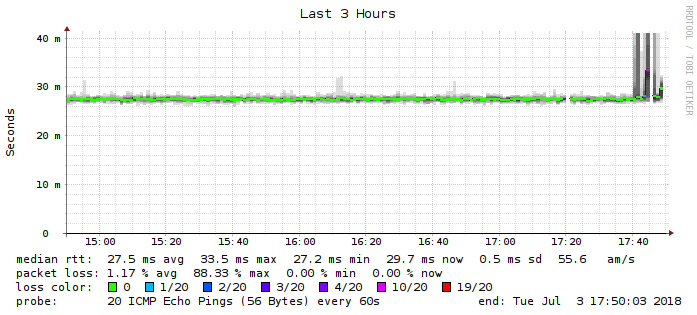 Last 3 Hours
RRDTOOL / TOBI OETIKER
Seconds
40 m
30 m
20 m
10 m
0
15:00 15:20 15:40 16:00 16:20 16:40 17:00 17:20 17:40
median rtt: 27.5 ms avg 33.5 ms max 27.2 ms min 29.7 ms now 0.5 ms sd 55.6 am/s
packet loss: 1.17 % avg 88.33 % max 0.00 % min 0.00 % now
loss color: 0 1/20 2/20 3/20 4/20 10/20 19/20
probe: 20 ICMP Echo Pings (56 Bytes) every 60s end: Tue Jul 3 17:50:03 2018